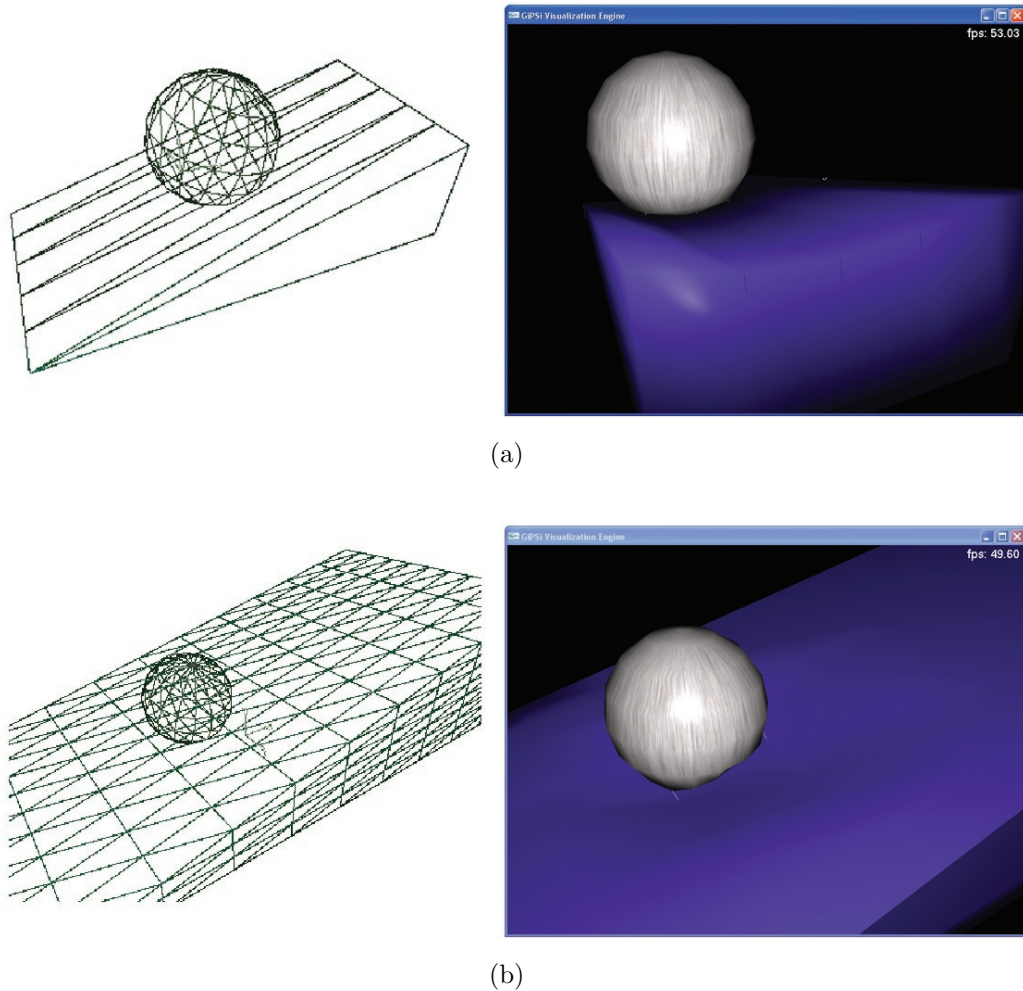 GiPSi Visualization Engine
fps: 53.03
(a)
GiPSi Visualization Engine
fps: 49.60
(b)